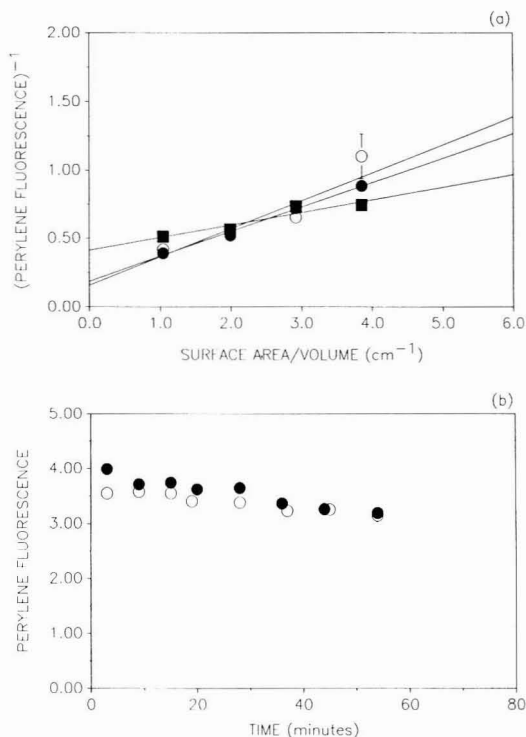 (a)
2.00
1.50
1.00
0.50
0.00
(PERYLENE FLUORESCENCE)⁻¹
0.0 1.0 2.0 3.0 4.0 5.0 6.0
SURFACE AREA/VOLUME (cm⁻¹)
(b)
5.00
4.00
3.00
2.00
1.00
0.00
PERYLENE FLUORESCENCE
0 20 40 60 80
TIME (minutes)